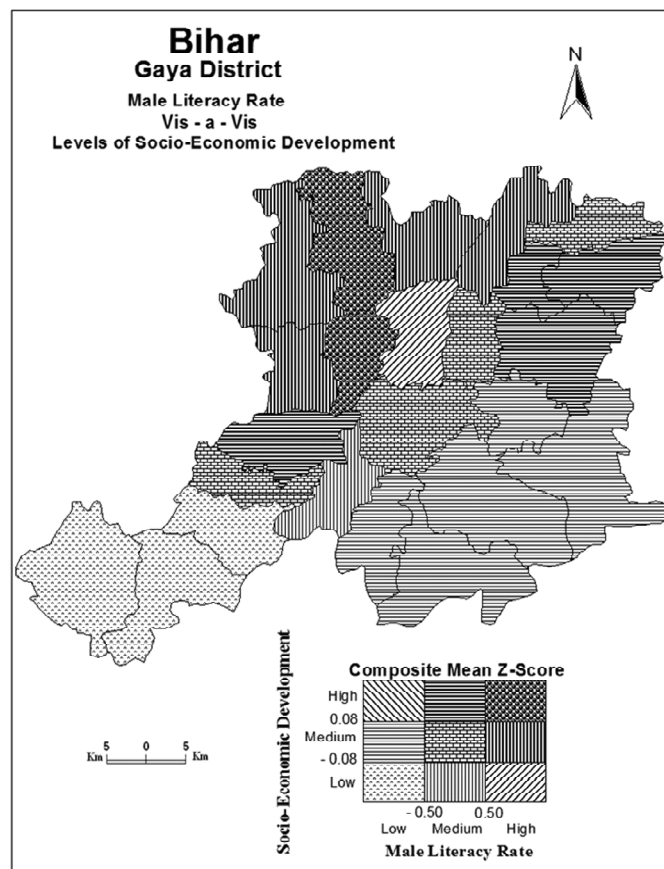 Bihar
Gaya District
Male Literacy Rate
Vis - a - Vis
Levels of Socio-Economic Development
N
Composite Mean Z-Score
Socio-Economic Development
High
0.08
Medium
- 0.08
Low
- 0.50 0.50
Low Medium High
Male Literacy Rate
5 0 5
Km Km